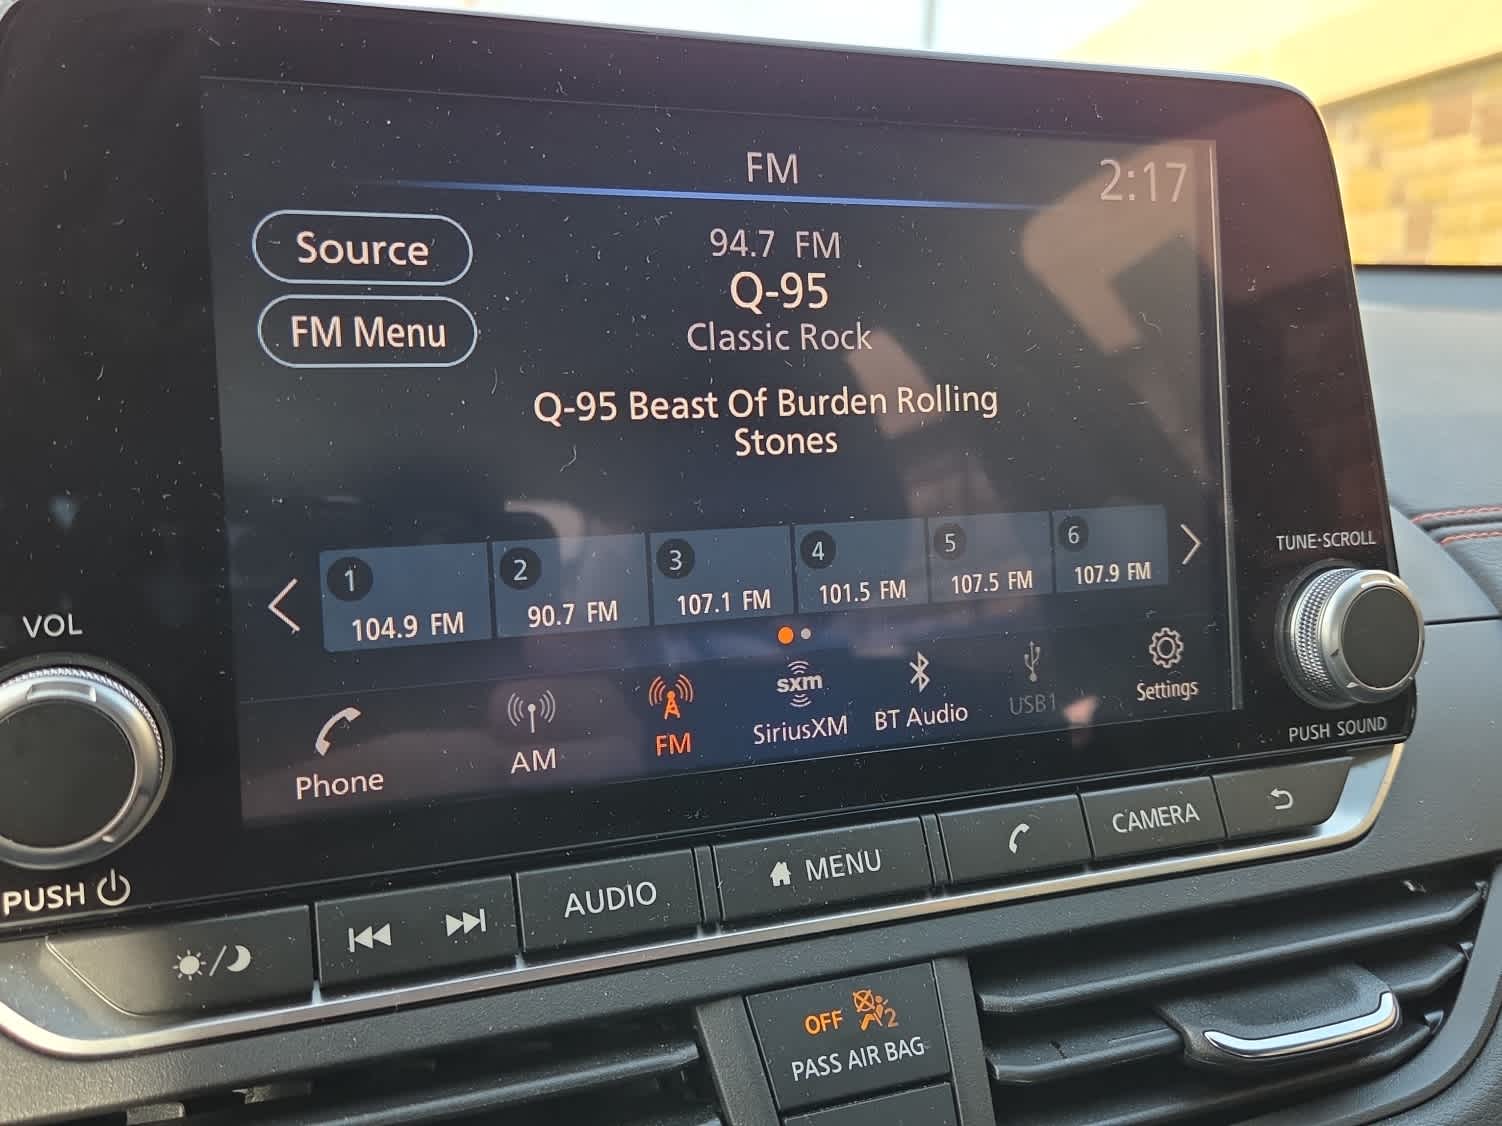 FM
2:17
Source
94.7 FM
Q-95
FM Menu
Classic Rock
Q-95 Beast Of Burden Rolling
Stones
1
2
3
4
5
6
104.9 FM
90.7 FM
107.1 FM
101.5 FM
107.5 FM
107.9 FM
TUNE·SCROLL
VOL
Phone
AM
FM
sxm
SiriusXM
BT Audio
USB1
Settings
PUSH SOUND
PUSH
AUDIO
MENU
CAMERA
OFF 2
PASS AIR BAG